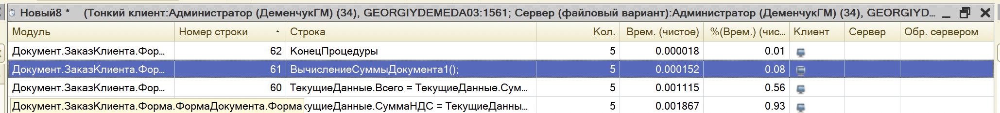 Новый8 * (Тонкий клиент:Администратор (ДеменчукГМ) (34), GEORGIYDEMEDA03:1561; Сервер (файловый вариант):Администратор (ДеменчукГМ) (34), GEORGIYD...
Модуль Номер строки Строка Кол. Врем. (чистое) %(Врем.) (чис... Клиент Сервер Обр. сервером
Документ.ЗаказКлиента.Фор... 62 КонецПроцедуры 5 0.000018 0.01
Документ.ЗаказКлиента.Фор... 61 ВычислениеСуммыДокумента1(); 5 0.000152 0.08
Документ.ЗаказКлиента.Фор... 60 ТекущиеДанные.Всего = ТекущиеДанные.Сум... 5 0.001115 0.56
Документ.ЗаказКлиента.Форма.ФормаДокумента.Форма кущиеДанные.СуммаНДС = ТекущиеДанны... 5 0.001867 0.93